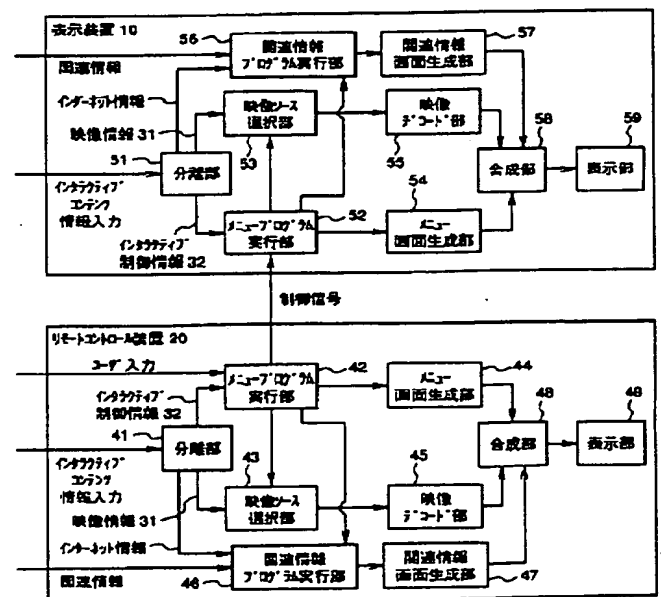 表示装置10
56
57
関連情報
プログラム実行部
関連情報
画面生成部
関連情報
インターネット情報
映像ソース
選択部
映像
デコード部
58
59
映像情報31
51
53
55
分離部
合成部
表示部
インタラクティブ
コンテンツ
情報入力
54
52
メニュープログラム
実行部
メニュー
画面生成部
インタラクティブ
制御情報32
制御信号
リモートコントロール装置20
ユーザ入力
42
44
メニュープログラム
実行部
メニュー
画面生成部
インタラクティブ
制御情報32
48
49
41
分離部
43
45
合成部
表示部
インタラクティブ
コンテンツ
情報入力
映像ソース
選択部
映像
デコード部
映像情報31
インターネット情報
関連情報
プログラム実行部
関連情報
画面生成部
関連情報
46
47